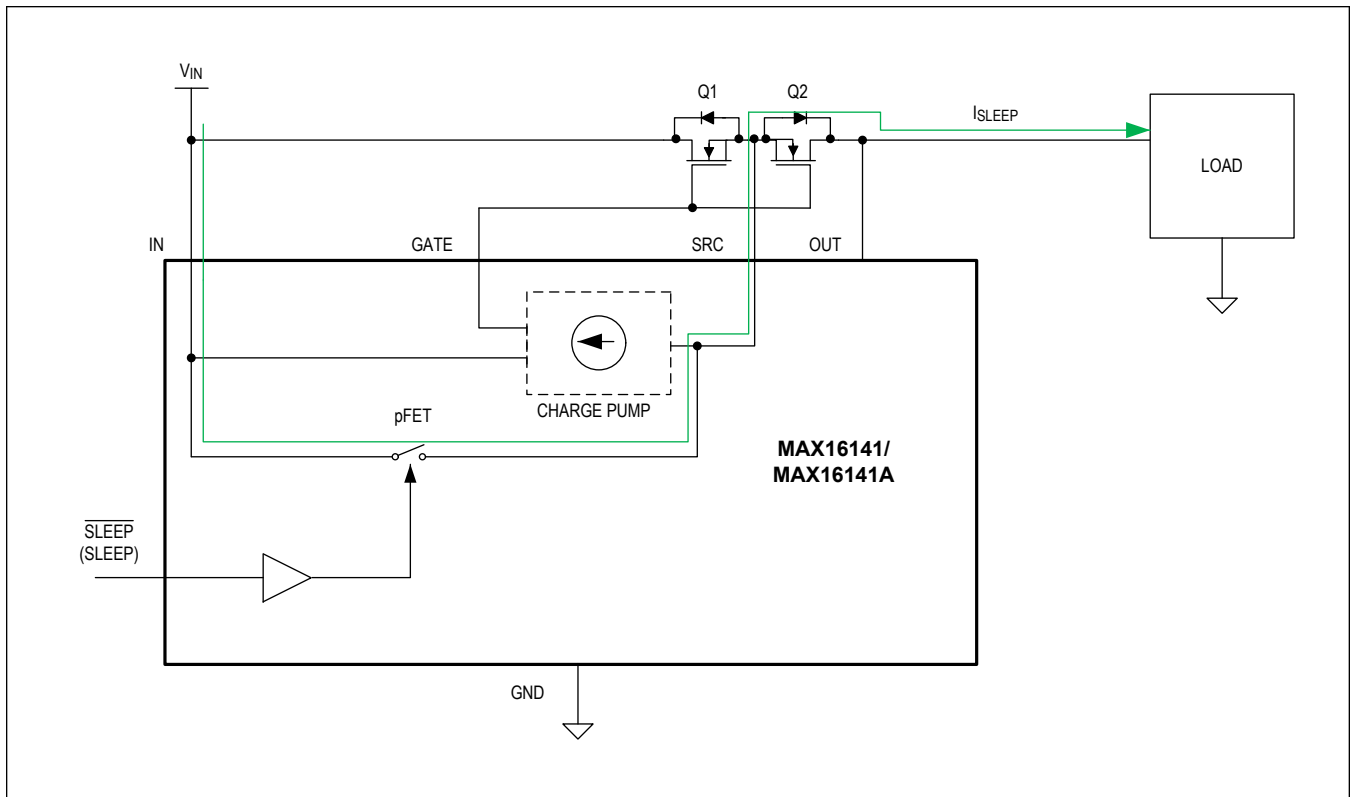 VIN
Q1
Q2
ISLEEP
LOAD
IN
GATE
SRC
OUT
CHARGE PUMP
pFET
MAX16141/
MAX16141A
SLEEP
(SLEEP)
GND